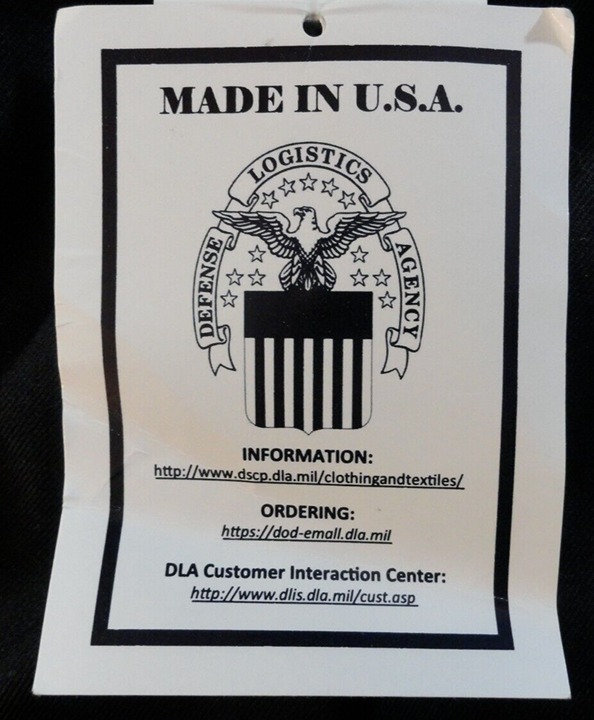 MADE IN U.S.A.
DEFENSE LOGISTICS AGENCY
INFORMATION:
http://www.dscp.dla.mil/clothingandtextiles/
ORDERING:
https://dod-emall.dla.mil
DLA Customer Interaction Center:
http://www.dlis.dla.mil/cust.asp